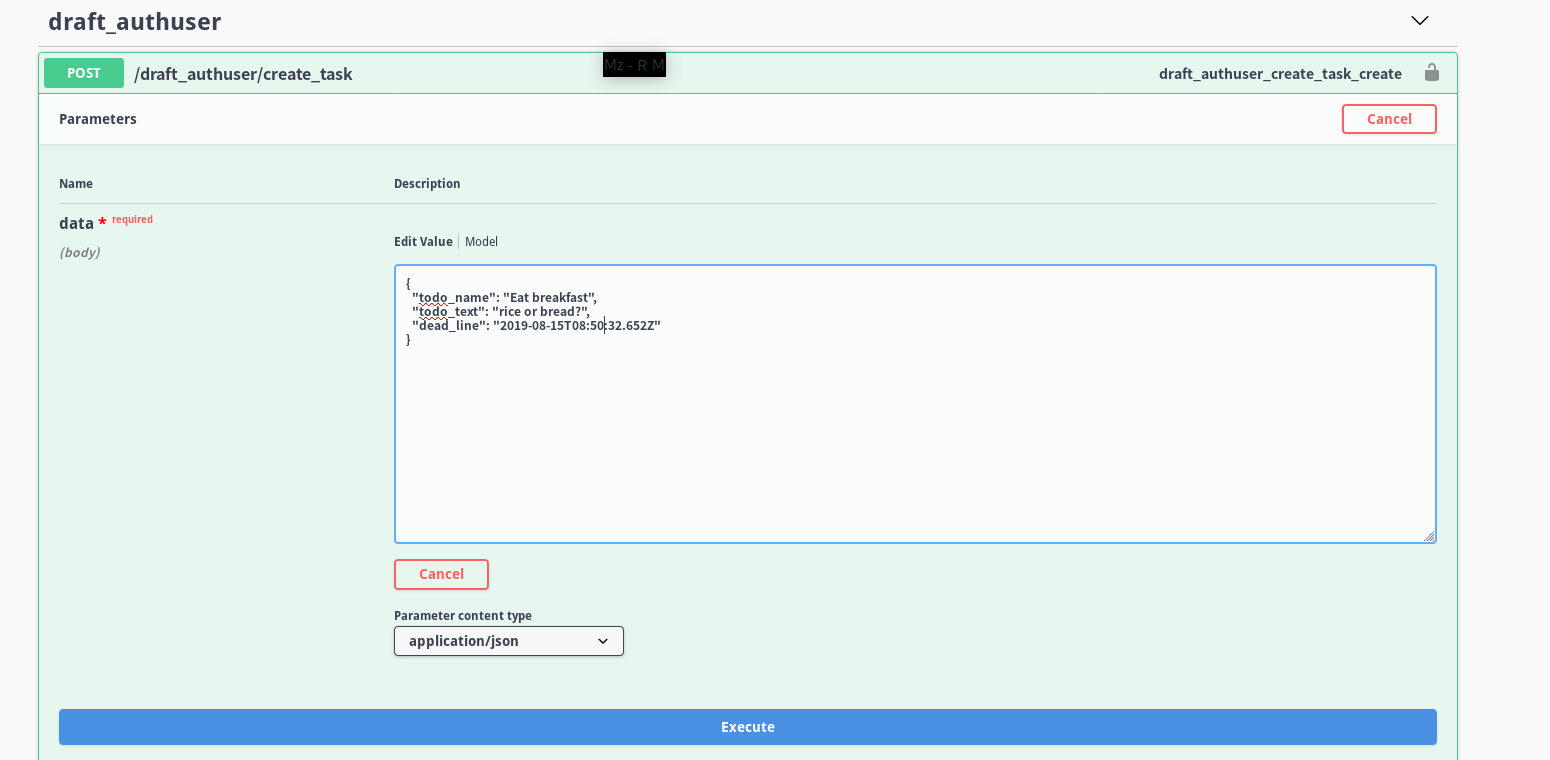 draft_authuser
POST /draft_authuser/create_task draft_authuser_create_task_create
Mz - R M
Parameters Cancel
Name Description
data * required
(body)
Edit Value Model
{
"todo_name": "Eat breakfast",
"todo_text": "rice or bread?",
"dead_line": "2019-08-15T08:50:32.652Z"
}
Cancel
Parameter content type
application/json
Execute